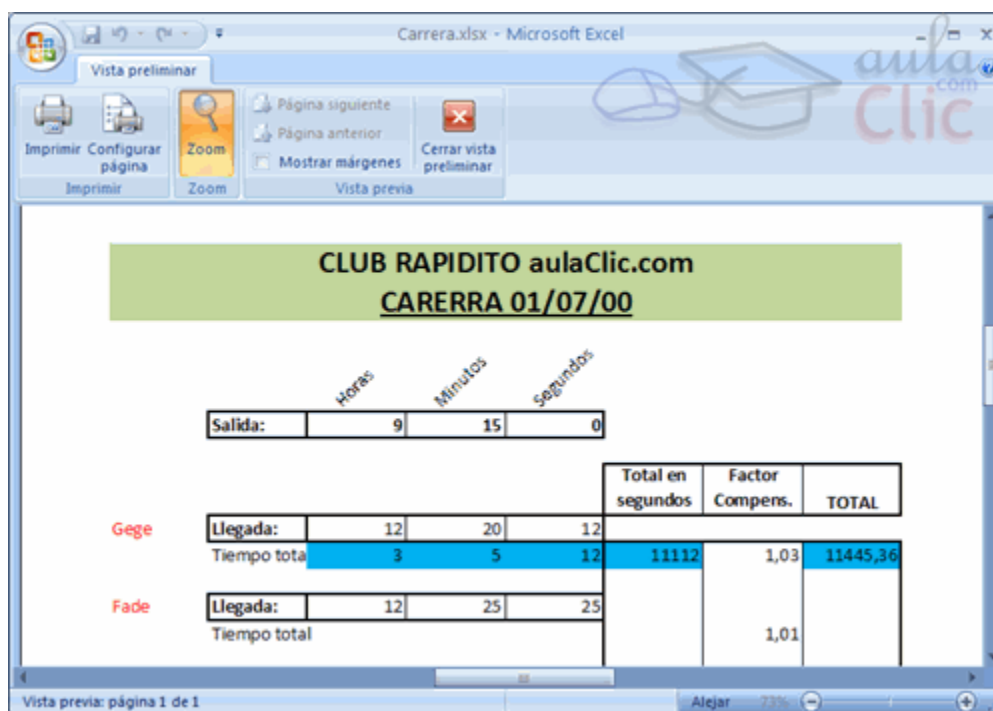 Carrera.xlsx - Microsoft Excel
aula
.com
Clic
Vista preliminar
Imprimir
Configurar página
Zoom
Página siguiente
Página anterior
Mostrar márgenes
Cerrar vista preliminar
Imprimir
Zoom
Vista previa
CLUB RAPIDITO aulaClic.com
CARERRA 01/07/00
Horas Minutos Segundos
Salida: 9 15 0
Total en segundos Factor Compens. TOTAL
Gege Llegada: 12 20 12
Tiempo tota 3 5 12 11112 1,03 11445,36
Fade Llegada: 12 25 25
Tiempo total 1,01
Vista previa: página 1 de 1 Alejar 73%